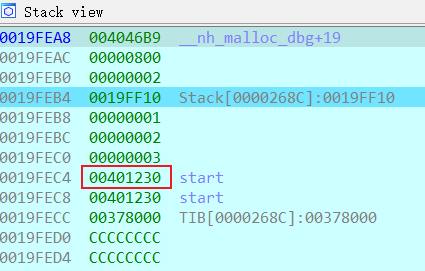 Stack view
0019FEA8 004046B9 __nh_malloc_dbg+19
0019FEAC 00000800
0019FEB0 00000002
0019FEB4 0019FF10 Stack[0000268C]:0019FF10
0019FEB8 00000001
0019FEBC 00000002
0019FEC0 00000003
0019FEC4 00401230 start
0019FEC8 00401230 start
0019FECC 00378000 TIB[0000268C]:00378000
0019FED0 CCCCCCCC
0019FED4 CCCCCCCC